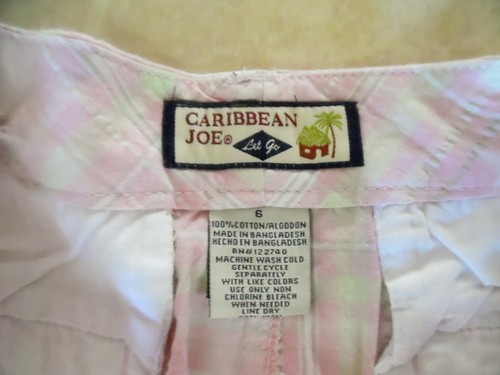 CARIBBEAN
JOE®
Let Go
6
100% COTTON/ALGODON
MADE IN BANGLADESH
HECHO EN BANGLADESH
RN# 122740
MACHINE WASH COLD
GENTLE CYCLE
SEPARATELY
WITH LIKE COLORS
USE ONLY NON
CHLORINE BLEACH
WHEN NEEDED
LINE DRY